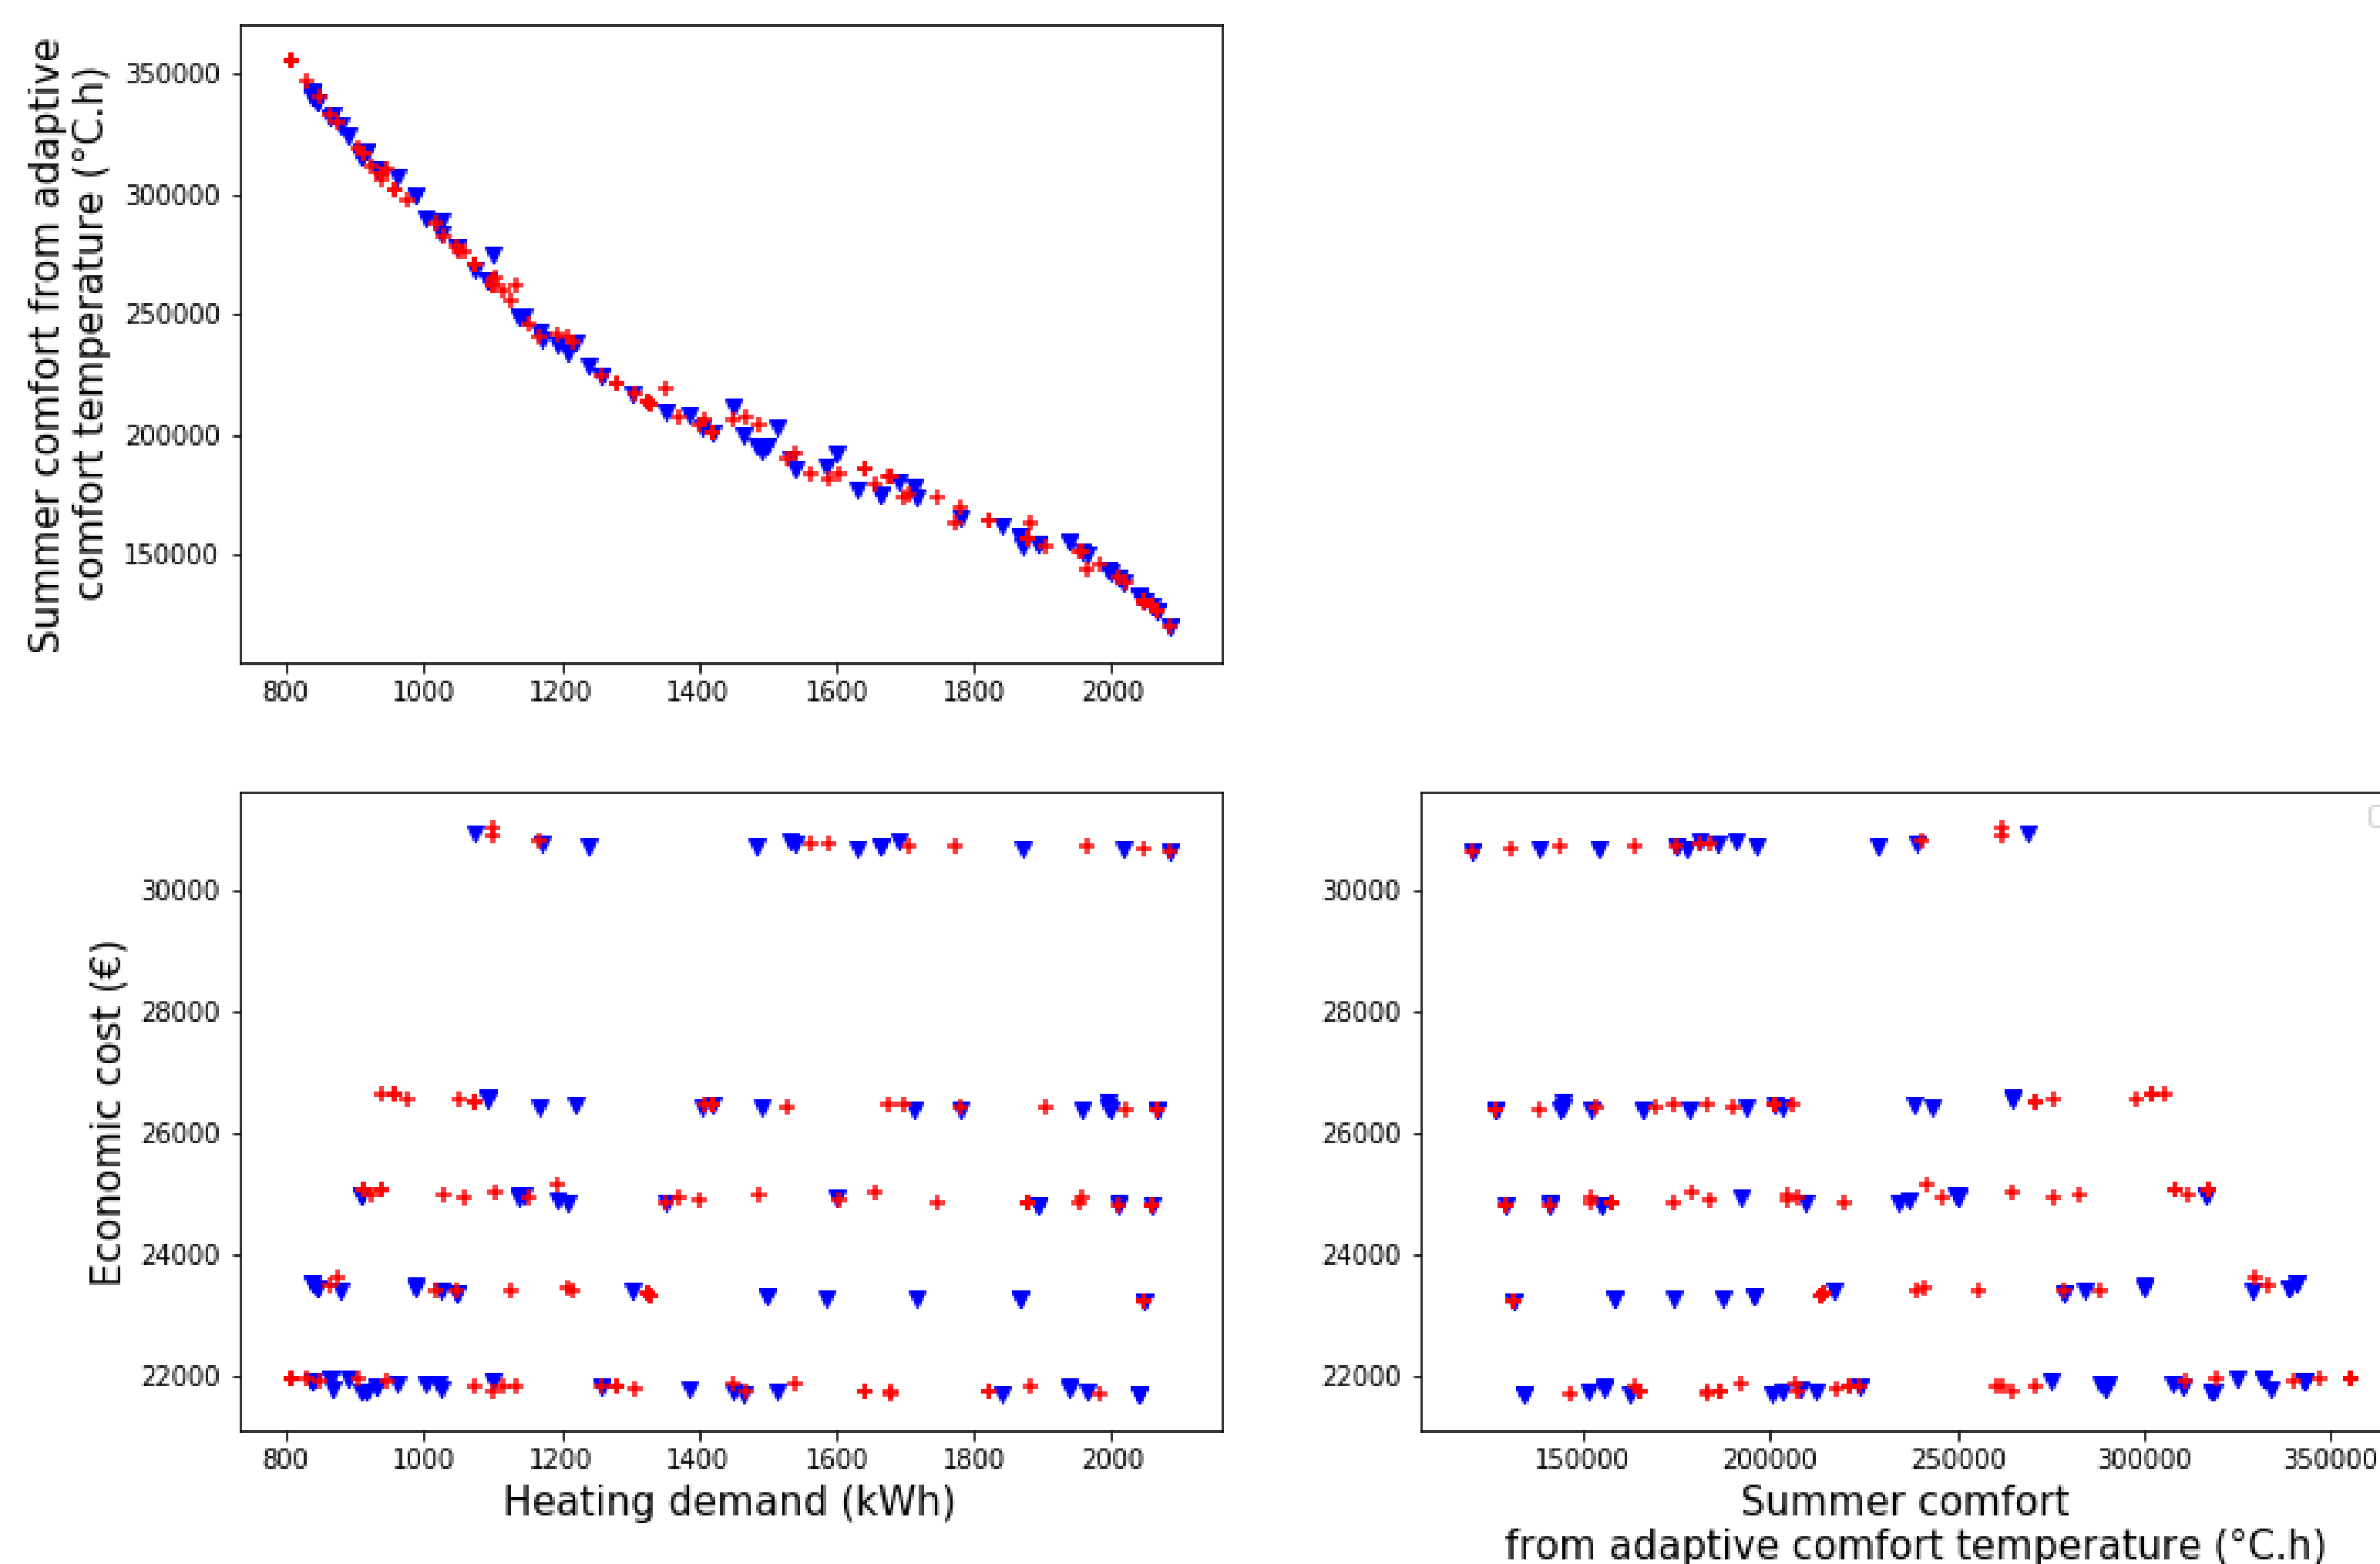 Summer comfort from adaptive
comfort temperature (°C.h)
350000
300000
250000
200000
150000
800 1000 1200 1400 1600 1800 2000
Economic cost (€)
30000
28000
26000
24000
22000
800 1000 1200 1400 1600 1800 2000
Heating demand (kWh)
30000
28000
26000
24000
22000
150000 200000 250000 300000 350000
Summer comfort
from adaptive comfort temperature (°C.h)